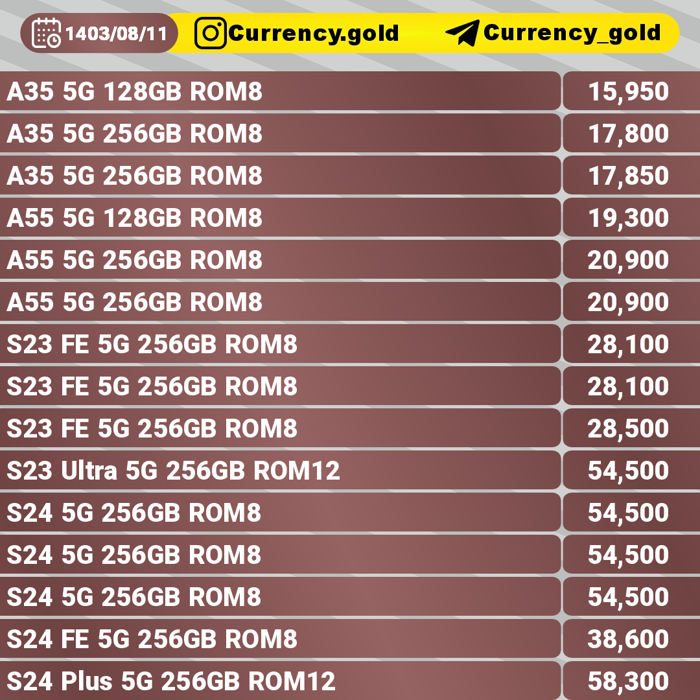 1403/08/11 Currency.gold Currency_gold
A35 5G 128GB ROM8 15,950
A35 5G 256GB ROM8 17,800
A35 5G 256GB ROM8 17,850
A55 5G 128GB ROM8 19,300
A55 5G 256GB ROM8 20,900
A55 5G 256GB ROM8 20,900
S23 FE 5G 256GB ROM8 28,100
S23 FE 5G 256GB ROM8 28,100
S23 FE 5G 256GB ROM8 28,500
S23 Ultra 5G 256GB ROM12 54,500
S24 5G 256GB ROM8 54,500
S24 5G 256GB ROM8 54,500
S24 5G 256GB ROM8 54,500
S24 FE 5G 256GB ROM8 38,600
S24 Plus 5G 256GB ROM12 58,300